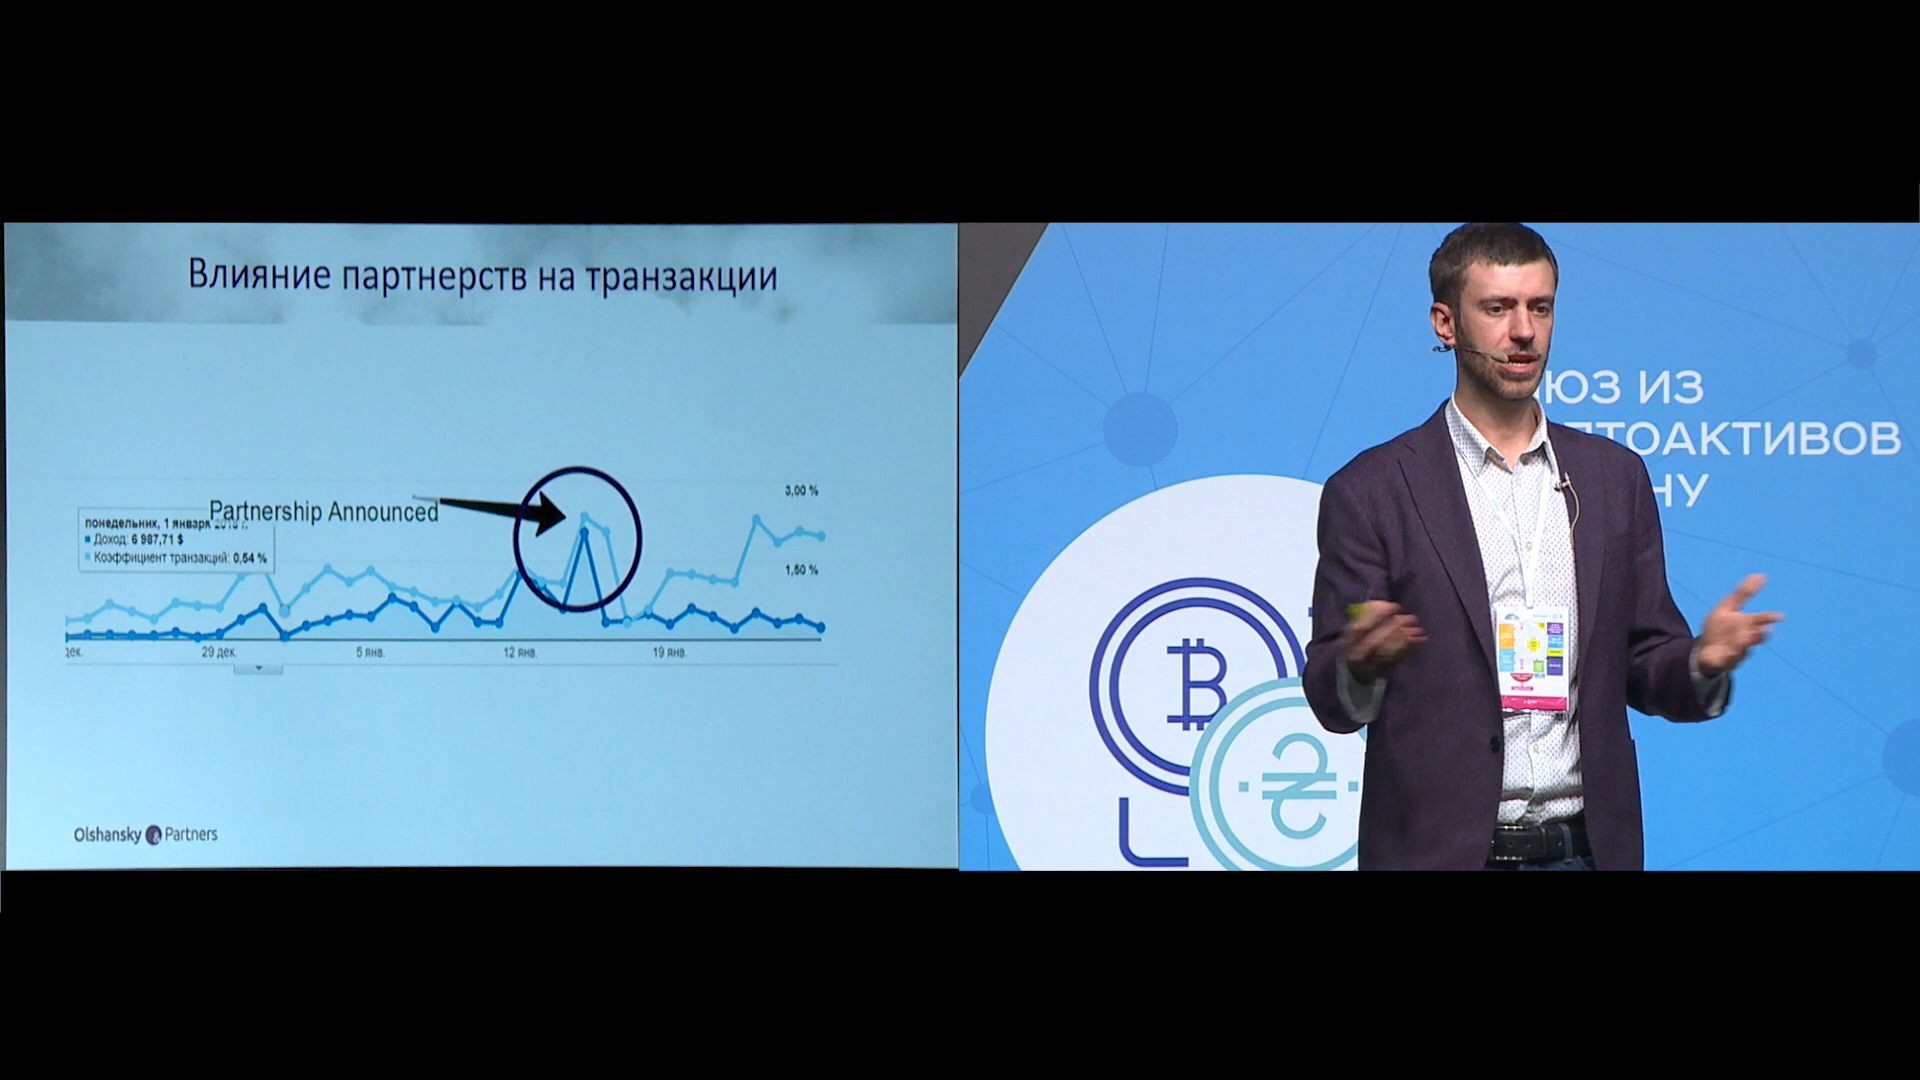 Влияние партнерств на транзакции
3,00 %
Partnership Announced
понедельник, 1 января
Доход: 6 987,71 $
Коэффициент транзакций: 0,54 %
1,50 %
29 дек.
5 янв.
12 янв.
19 янв.
Olshansky & Partners
ЮЗ ИЗ
ПТОАКТИВОВ
НУ